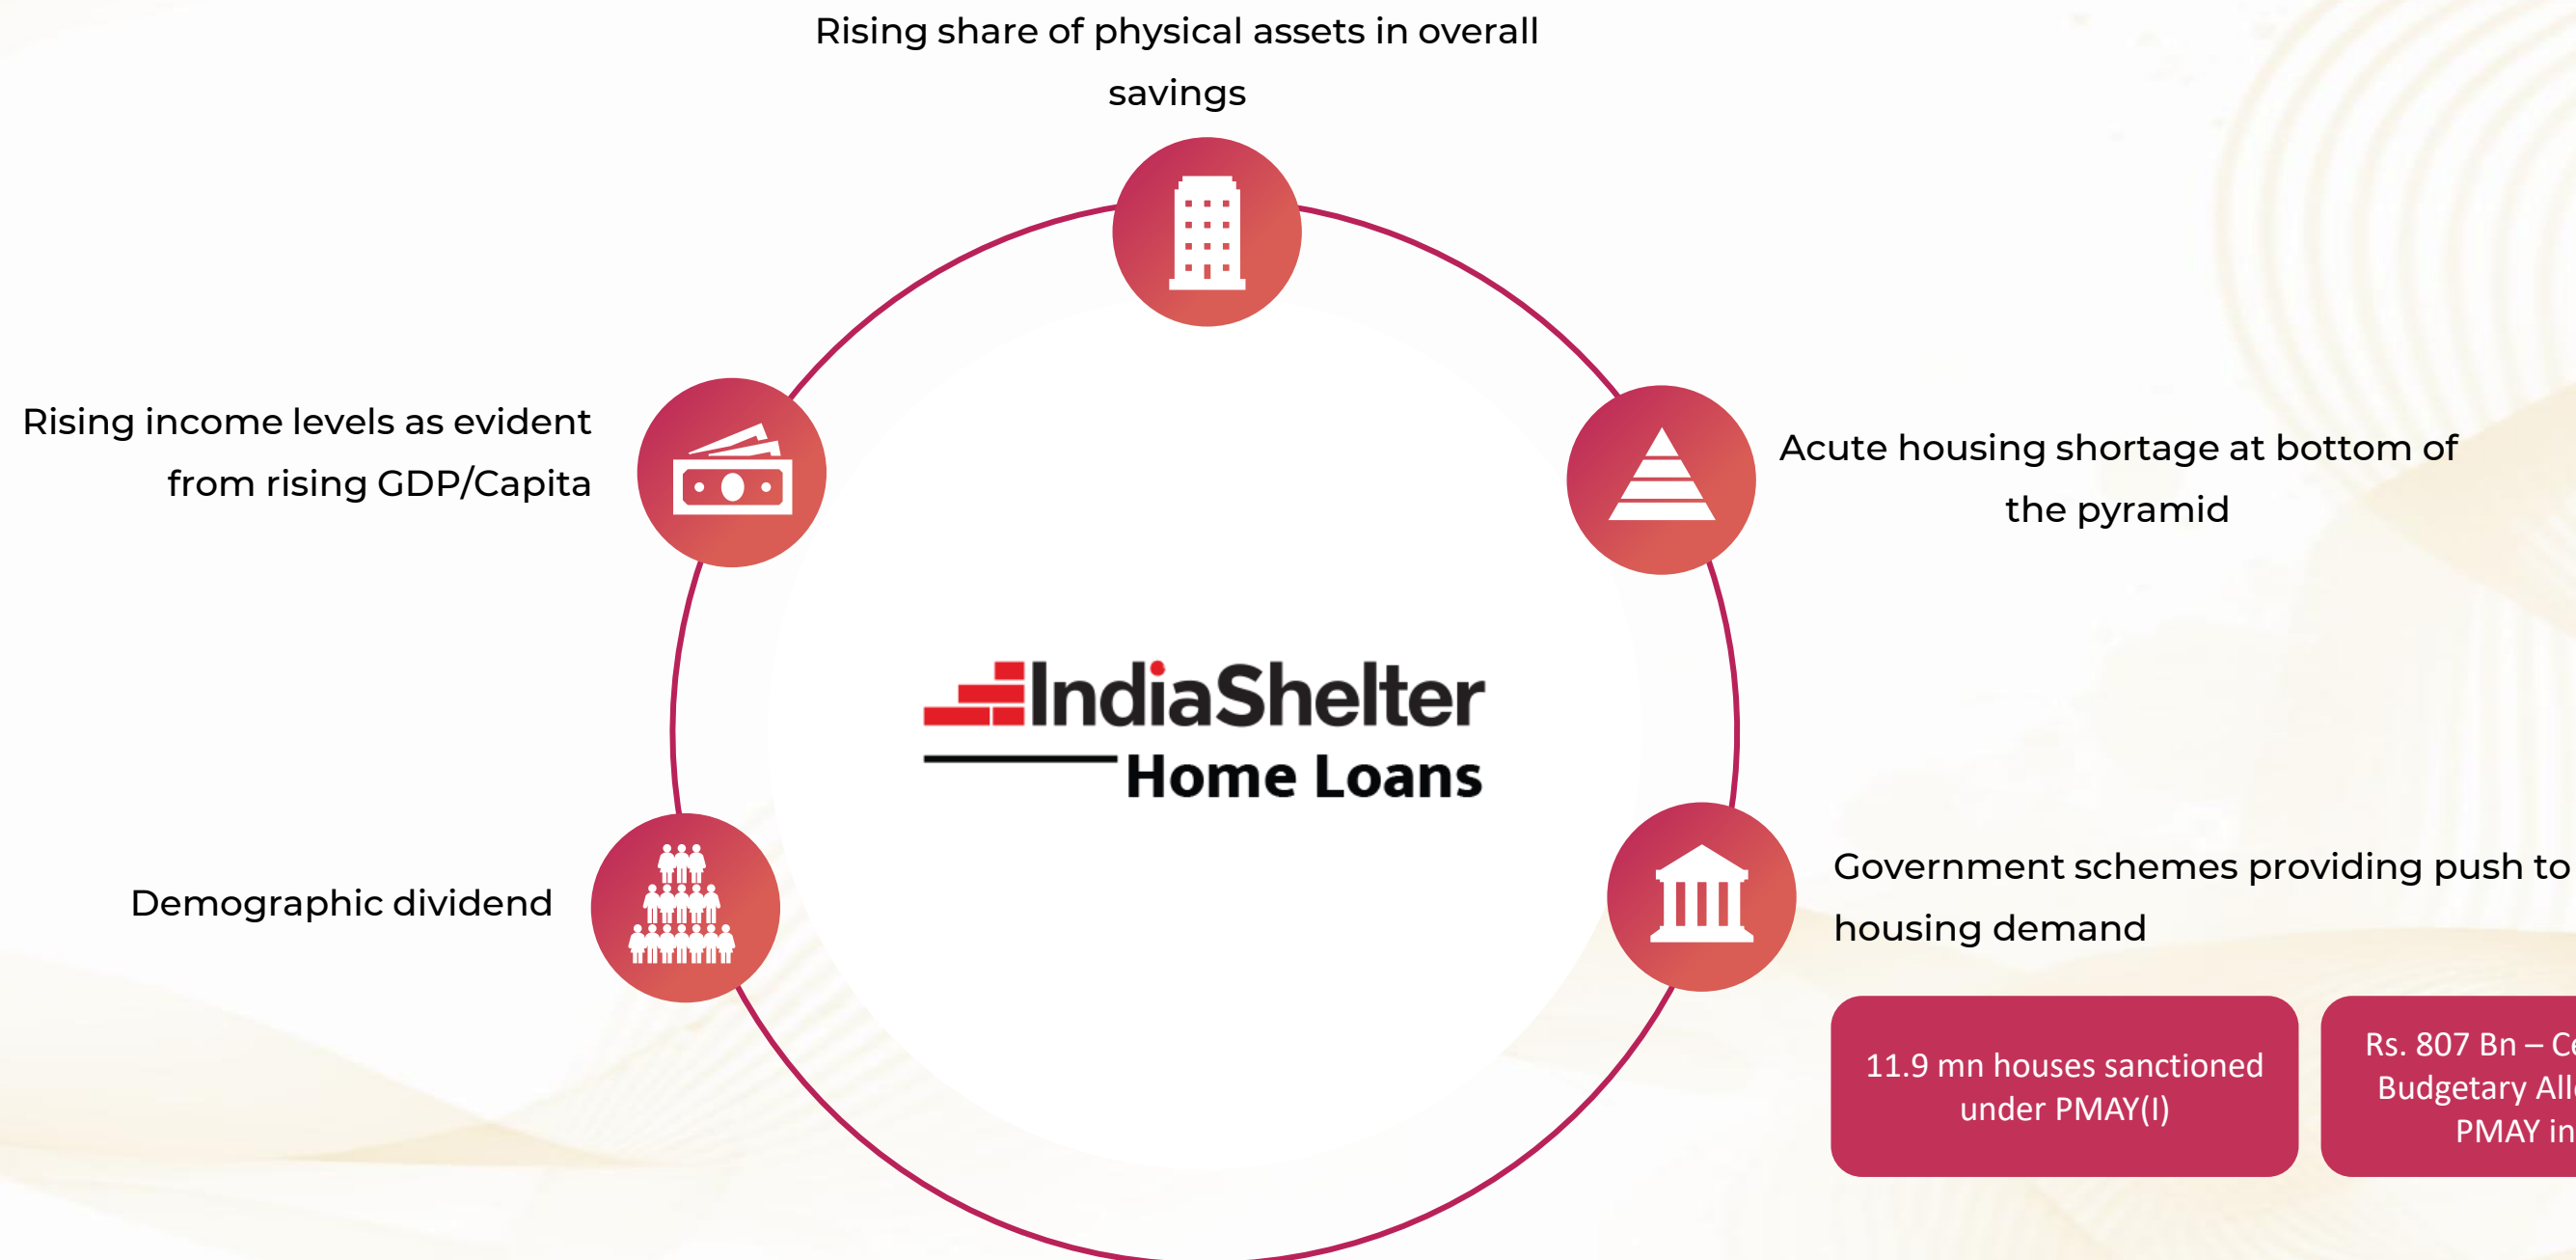 Rising share of physical assets in overall
savings
Rising income levels as evident
from rising GDP/Capita
Acute housing shortage at bottom of
the pyramid
IndiaShelter
Home Loans
Demographic dividend
Government schemes providing push to
housing demand
11.9 mn houses sanctioned
under PMAY(I)
Rs. 807 Bn –
Budgetary
PMAY in